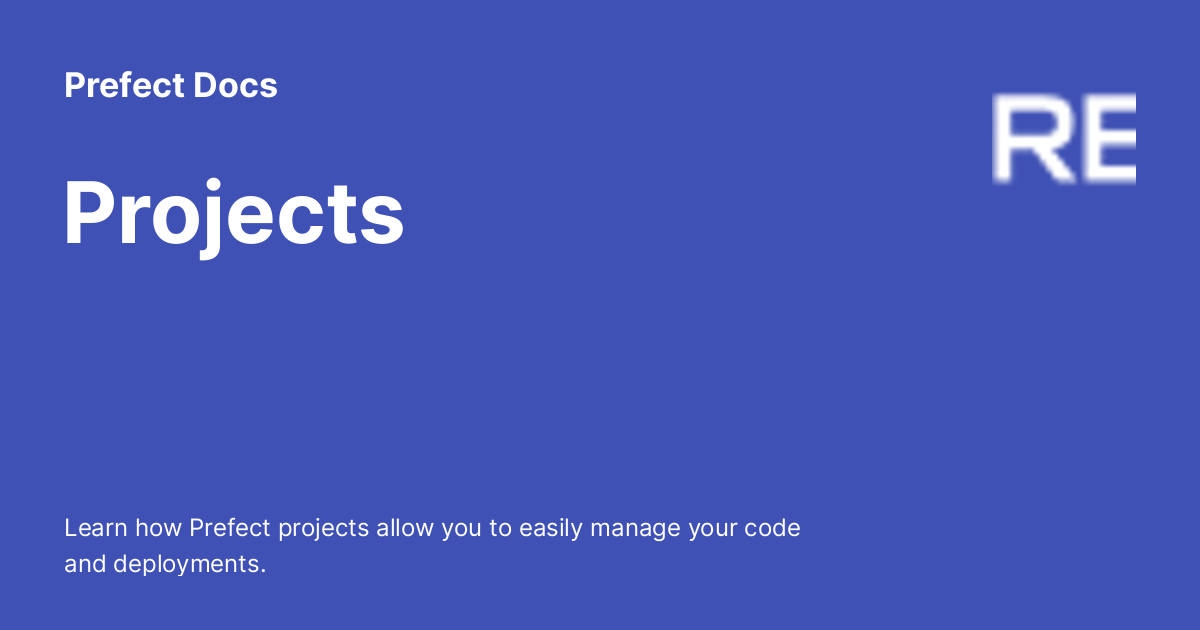 Prefect Docs
RE
Projects
Learn how Prefect projects allow you to easily manage your code
and deployments.